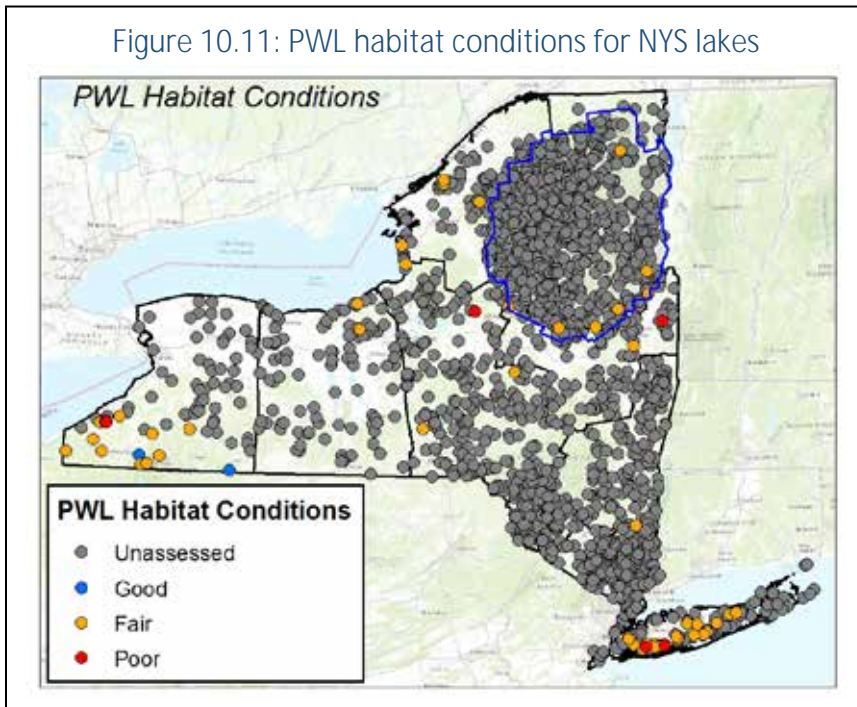 Figure 10.11: PWL habitat conditions for NYS lakes
PWL Habitat Conditions
PWL Habitat Conditions
Unassessed
Good
Fair
Poor